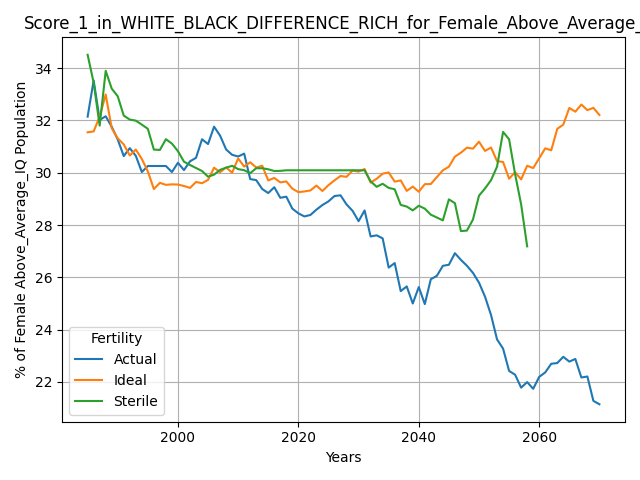 Score_1_in_WHITE_BLACK_DIFFERENCE_RICH_for_Female_Above_Average_
% of Female Above_Average_IQ Population
34
32
30
28
26
24
22
Fertility
Actual
Ideal
Sterile
2000
2020
2040
2060
Years